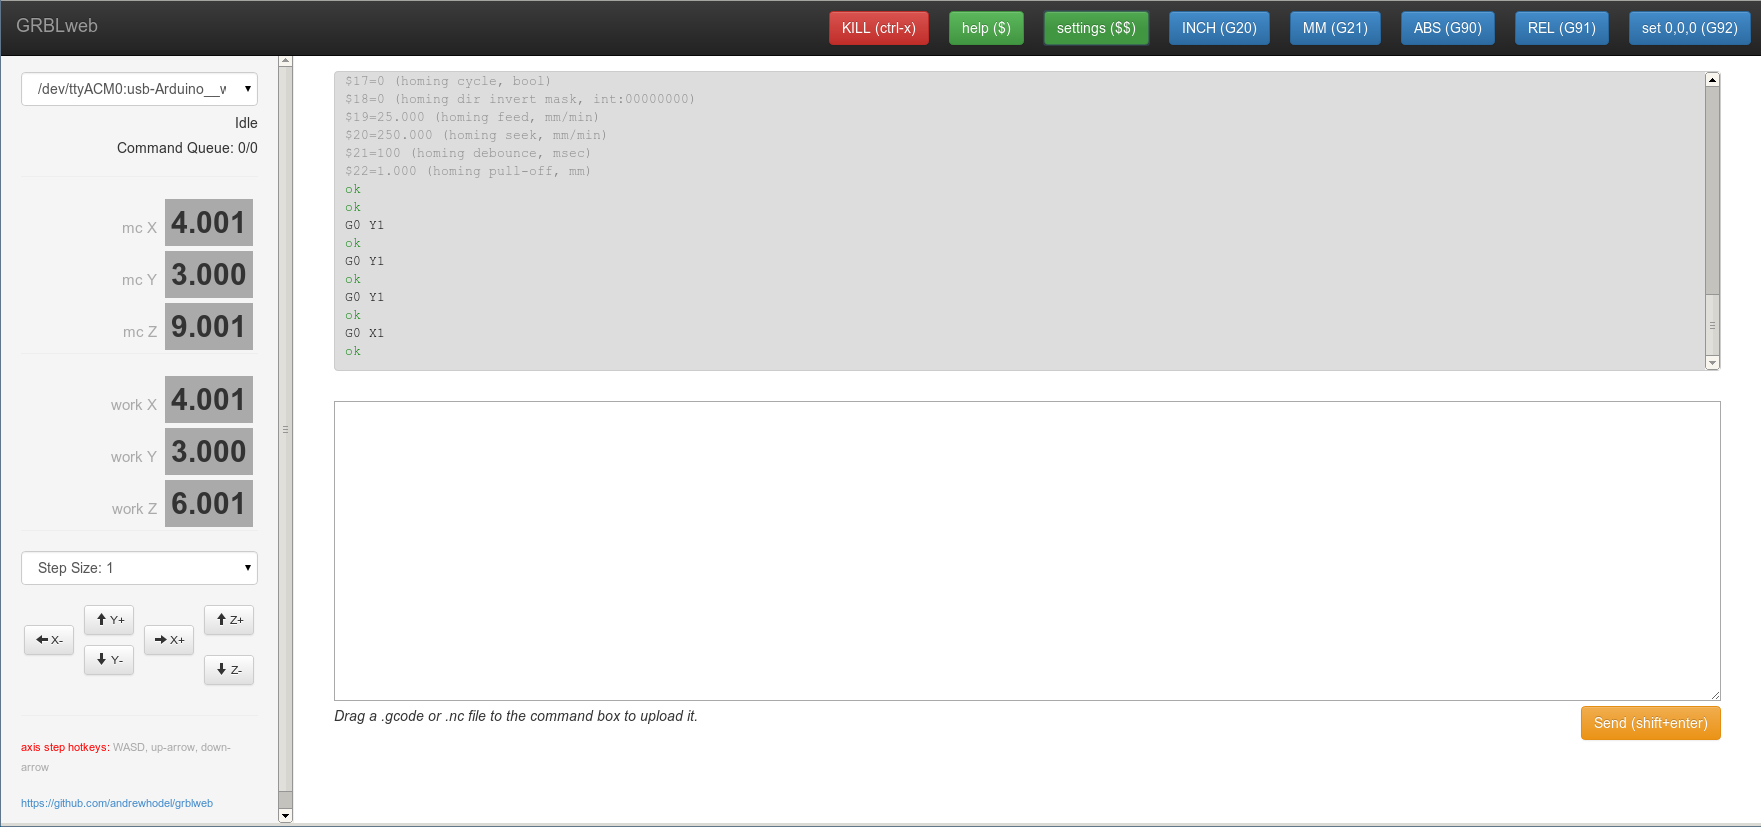 GRBLweb
KILL (ctrl-x)
help ($)
settings ($$)
INCH (G20)
MM (G21)
ABS (G90)
REL (G91)
set 0,0,0 (G92)
/dev/ttyACM0:usb-Arduino__w
Idle
Command Queue: 0/0
mc X 4.001
mc Y 3.000
mc Z 9.001
work X 4.001
work Y 3.000
work Z 6.001
Step Size: 1
X-
Y+
Y-
X+
Z+
Z-
axis step hotkeys: WASD, up-arrow, down-
arrow
https://github.com/andrewhodel/grblweb
$17=0 (homing cycle, bool)
$18=0 (homing dir invert mask, int:00000000)
$19=25.000 (homing feed, mm/min)
$20=250.000 (homing seek, mm/min)
$21=100 (homing debounce, msec)
$22=1.000 (homing pull-off, mm)
ok
ok
G0 Y1
ok
G0 Y1
ok
G0 Y1
ok
G0 X1
ok
Drag a .gcode or .nc file to the command box to upload it.
Send (shift+enter)